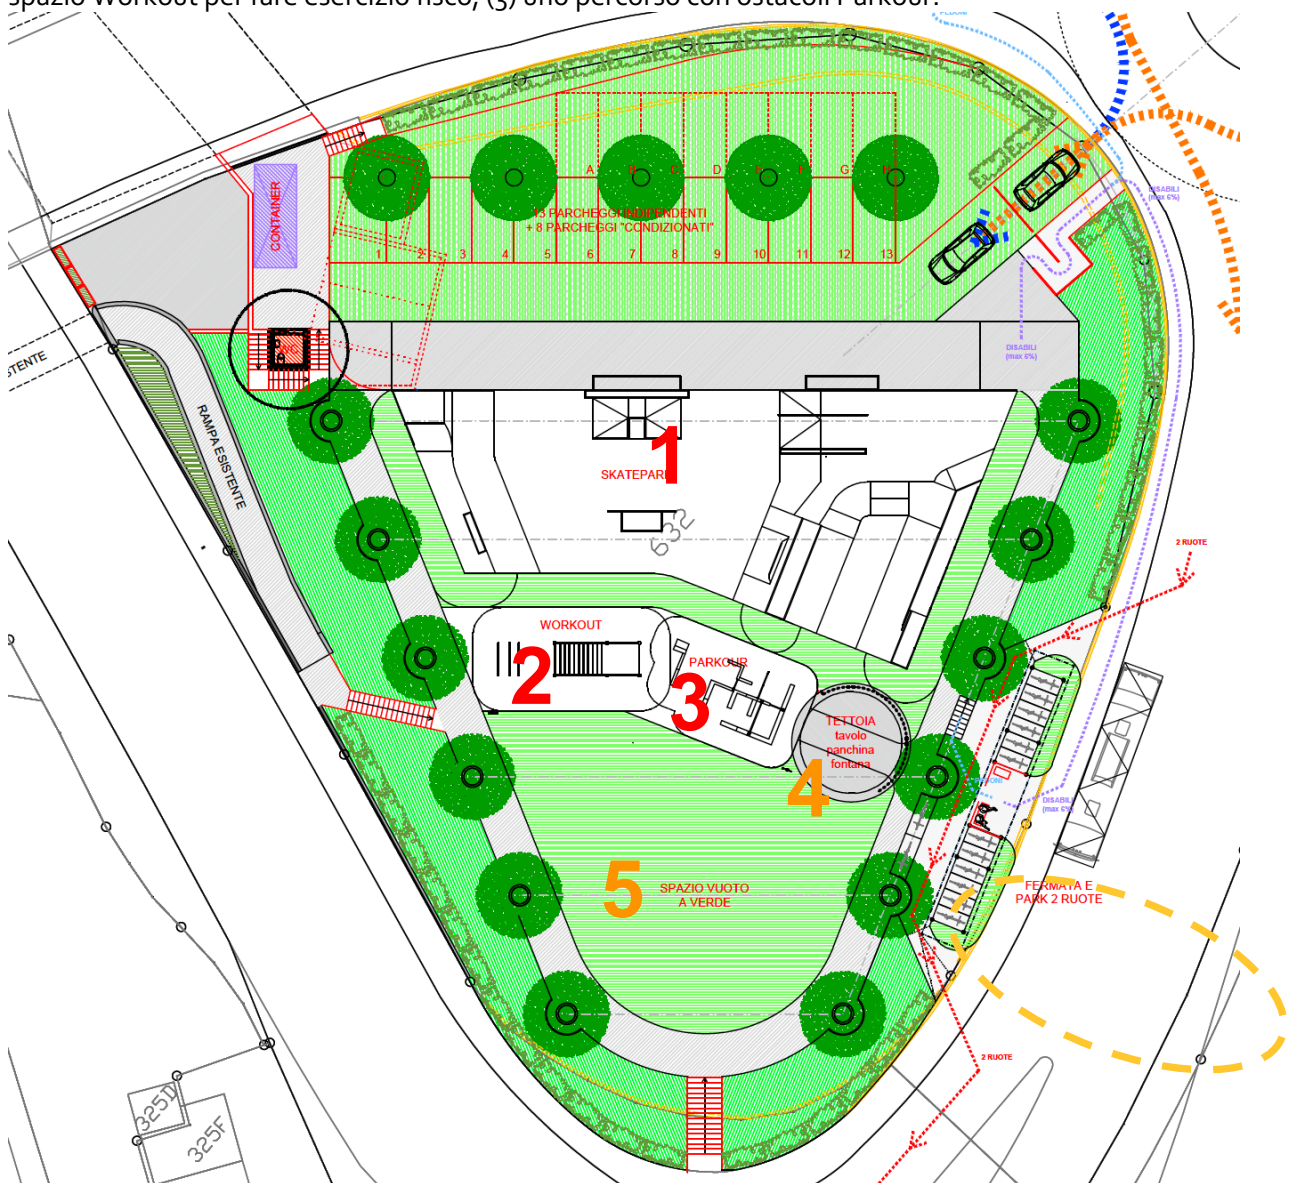 spazio Workout per fare esercizio fisico, (3) uno percorso con ostacoli Parkour.
PEDONI
DISABILI
(max 6%)
CONTAINER
A B C D F G H
13 PARCHEGGI INDIPENDENTI
+ 8 PARCHEGGI "CONDIZIONATI"
1 2 3 4 5 6 7 8 9 10 11 12 13
DISABILI
(max 6%)
WC
STENTE
RAMPA ESISTENTE
1
SKATEPARK
632
2 RUOTE
WORKOUT
2
PARKOUR
3
TETTOIA
tavolo
panchina
fontana
4
PEDONI
DISABILI
(max 6%)
5
SPAZIO VUOTO
A VERDE
FERMATA E
PARK 2 RUOTE
2 RUOTE
325D
325F